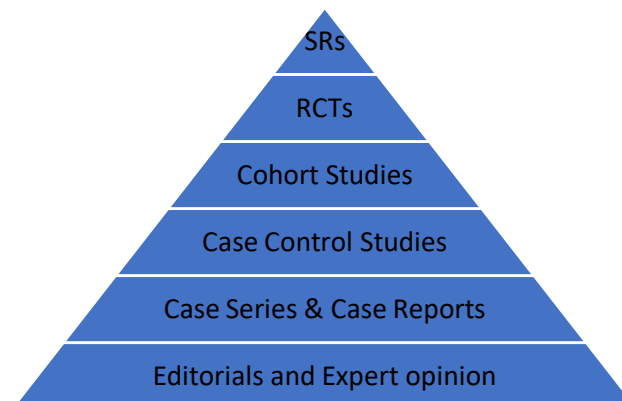 SRs
RCTs
Cohort Studies
Case Control Studies
Case Series & Case Reports
Editorials and Expert opinion